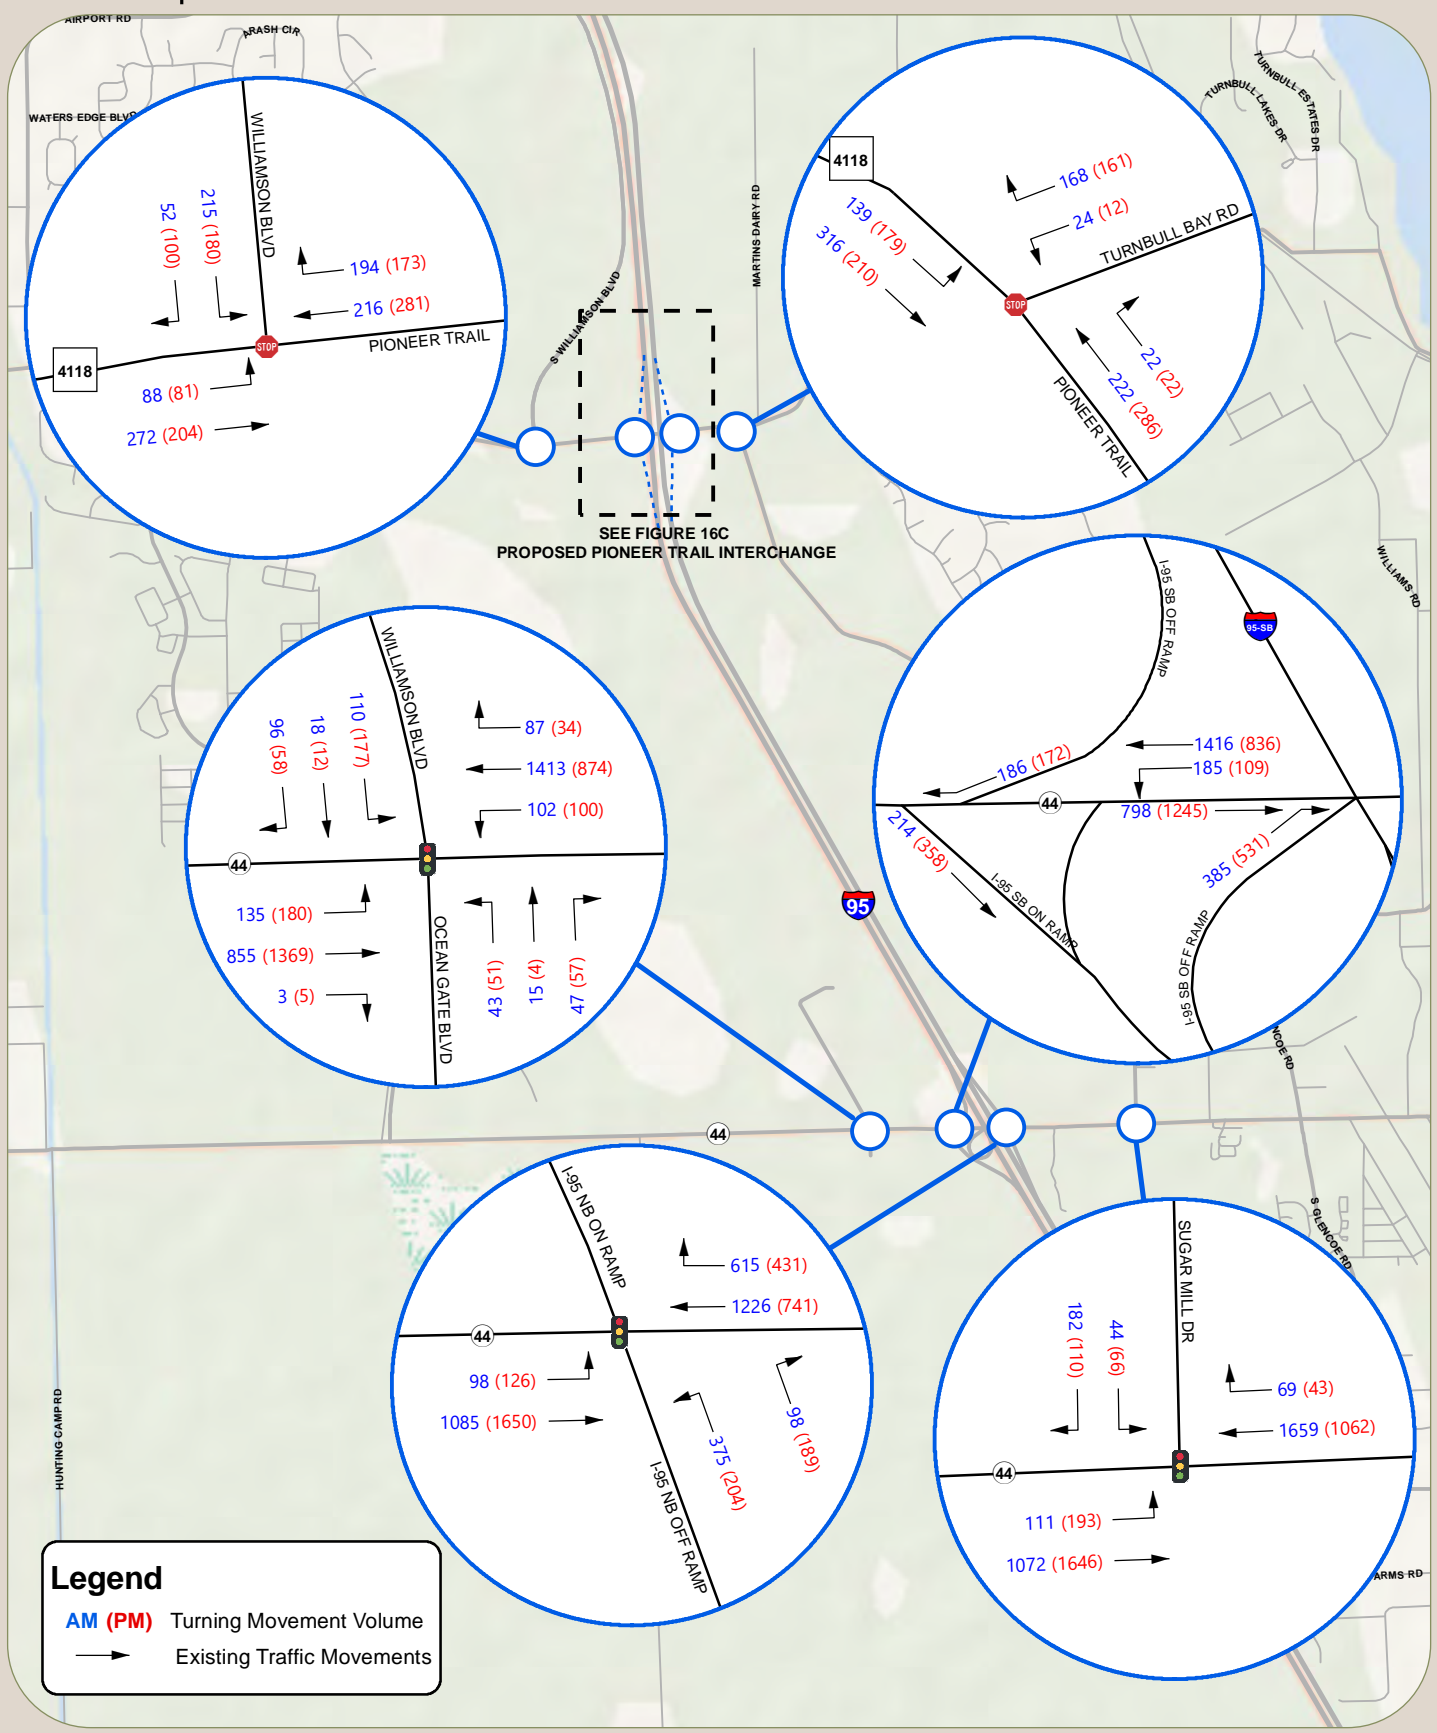 AIRPORT RD
ARASH CIR
WATERS EDGE BLVD
TURNBULL ESTATES DR
TURNBULL LAKES DR
MARTINS DAIRY RD
S WILLIAMSON BLVD
WILLIAMS RD
WILLIAMSON BLVD
52 (100)
215 (180)
194 (173)
216 (281)
PIONEER TRAIL
STOP
4118
88 (81)
272 (204)
4118
168 (161)
24 (12)
139 (179)
316 (210)
TURNBULL BAY RD
STOP
22 (22)
222 (286)
PIONEER TRAIL
SEE FIGURE 16C
PROPOSED PIONEER TRAIL INTERCHANGE
WILLIAMSON BLVD
96 (58)
18 (12)
110 (177)
87 (34)
1413 (874)
102 (100)
44
135 (180)
855 (1369)
3 (5)
43 (51)
15 (4)
47 (57)
OCEAN GATE BLVD
I-95 SB OFF RAMP
95-SB
1416 (836)
185 (109)
186 (172)
44
798 (1245)
214 (358)
385 (531)
I-95 SB ON RAMP
I-95 SB OFF RAMP
95
NCOE RD
44
S GLENCOE RD
I-95 NB ON RAMP
615 (431)
1226 (741)
44
98 (126)
1085 (1650)
375 (204)
98 (189)
I-95 NB OFF RAMP
SUGAR MILL DR
182 (110)
44 (66)
69 (43)
1659 (1062)
44
111 (193)
1072 (1646)
ARMS RD
HUNTING CAMP RD
Legend
AM (PM) Turning Movement Volume
Existing Traffic Movements